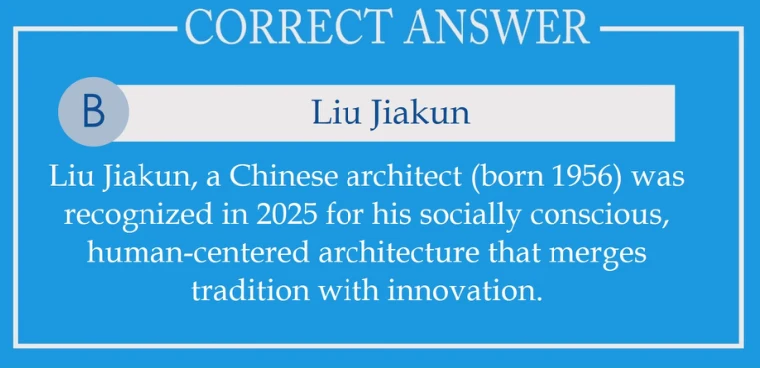 CORRECT ANSWER
B
Liu Jiakun
Liu Jiakun, a Chinese architect (born 1956) was
recognized in 2025 for his socially conscious,
human-centered architecture that merges
tradition with innovation.